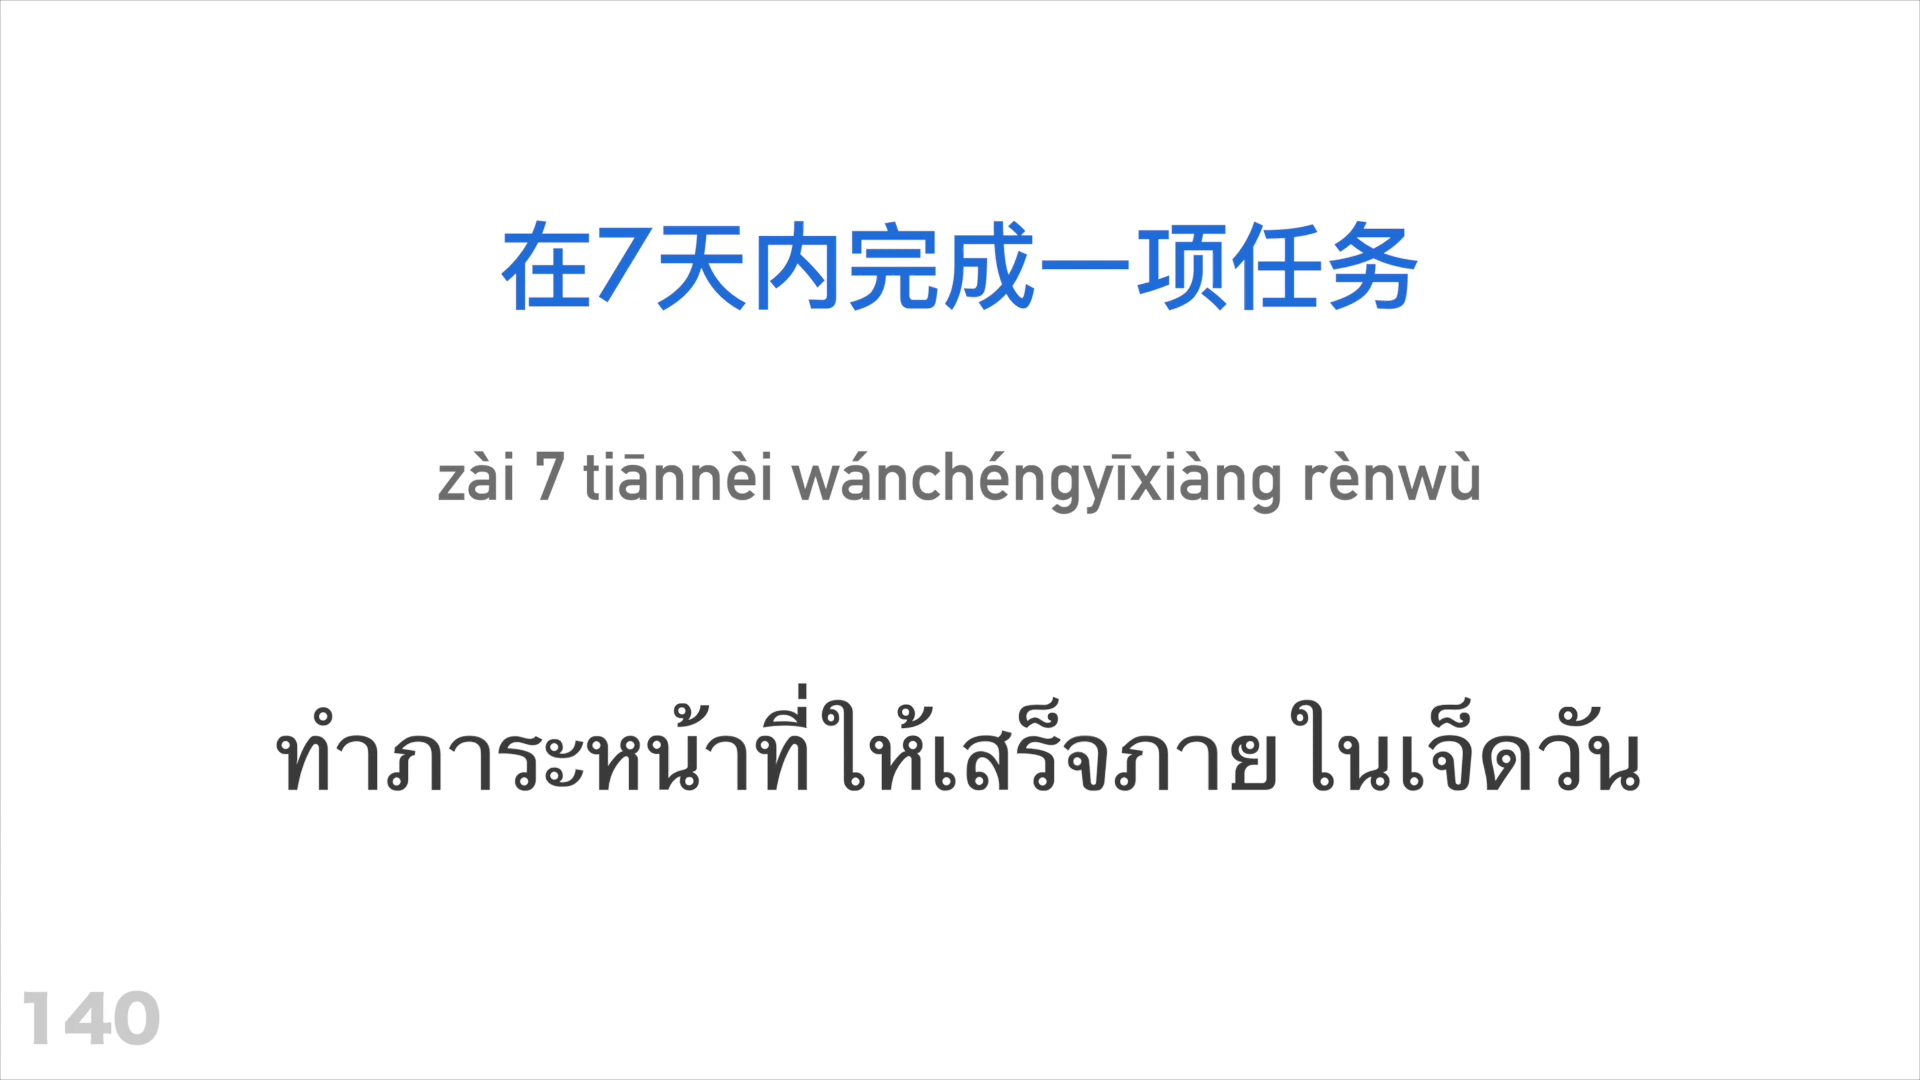 在7天内完成一项任务
zài 7 tiānnèi wánchéngyīxiàng rènwù
ทำภาระหน้าที่ให้เสร็จภายในเจ็ดวัน
140